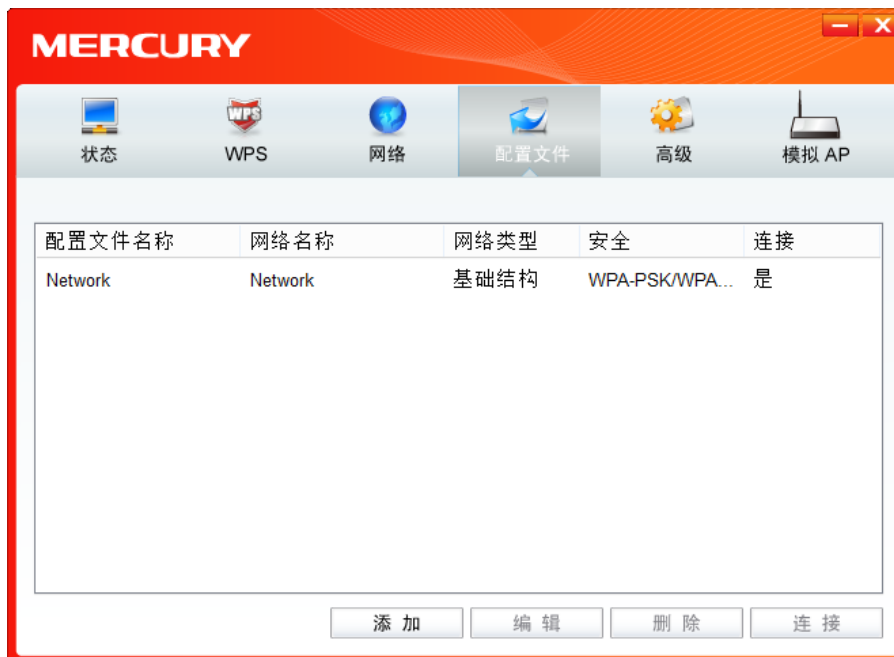 MERCURY
WPS
状态 WPS 网络 配置文件 高级 模拟 AP
配置文件名称 网络名称 网络类型 安全 连接
Network Network 基础结构 WPA-PSK/WPA... 是
添加 编辑 删除 连接